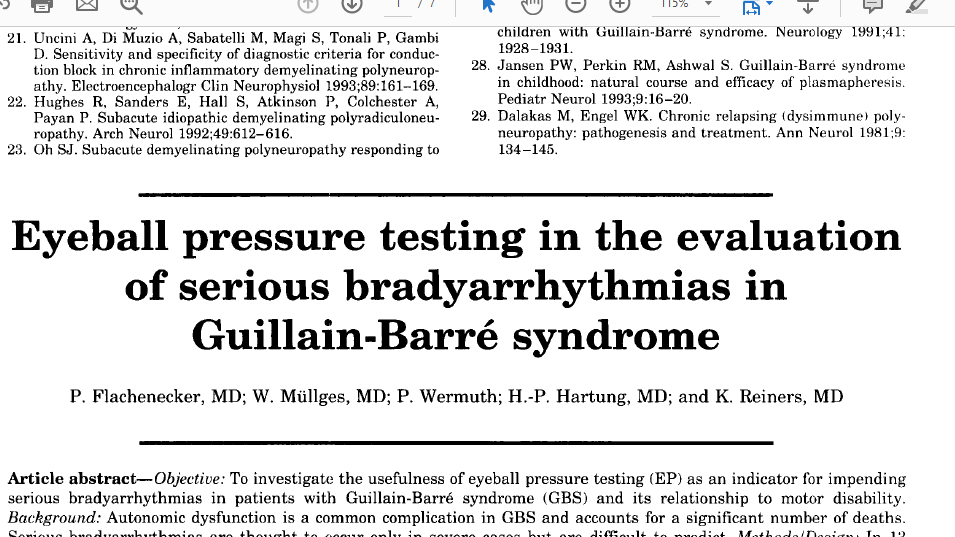 1 / 7
115%
21. Uncini A, Di Muzio A, Sabatelli M, Magi S, Tonali P, Gambi
D. Sensitivity and specificity of diagnostic criteria for conduc-
tion block in chronic inflammatory demyelinating polyneurop-
athy. Electroencephalogr Clin Neurophysiol 1993;89:161–169.
22. Hughes R, Sanders E, Hall S, Atkinson P, Colchester A,
Payan P. Subacute idiopathic demyelinating polyradiculoneu-
ropathy. Arch Neurol 1992;49:612–616.
23. Oh SJ. Subacute demyelinating polyneuropathy responding to
children with Guillain-Barré syndrome. Neurology 1991;41:
1928-1931.
28. Jansen PW, Perkin RM, Ashwal S. Guillain-Barré syndrome
in childhood: natural course and efficacy of plasmapheresis.
Pediatr Neurol 1993;9:16–20.
29. Dalakas M, Engel WK. Chronic relapsing (dysimmune) poly-
neuropathy: pathogenesis and treatment. Ann Neurol 1981;9:
134–145.
Eyeball pressure testing in the evaluation
of serious bradyarrhythmias in
Guillain-Barré syndrome
P. Flachenecker, MD; W. Müllges, MD; P. Wermuth; H.-P. Hartung, MD; and K. Reiners, MD
Article abstract—Objective: To investigate the usefulness of eyeball pressure testing (EP) as an indicator for impending
serious bradyarrhythmias in patients with Guillain-Barré syndrome (GBS) and its relationship to motor disability.
Background: Autonomic dysfunction is a common complication in GBS and accounts for a significant number of deaths.
Serious bradyarrhythmias are thought to occur only in severe cases but are difficult to predict. Methods/Design: In 13